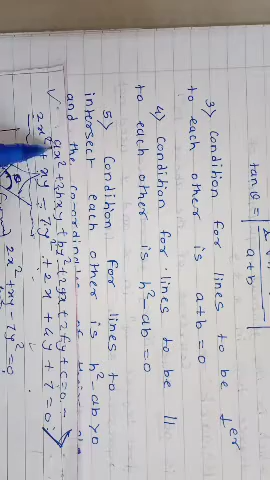 tanθ =
a+b
3) condition for lines to be ⊥er
to each other is a+b=0
4) condition for lines to be ||
to each other is h²-ab=0
5) condition for lines to
intersect each other is h²-ab>0
and the
ax²+2hxy+by²+2gx+2fy+c=0
2x²+xy-7y²+2x+4y+7=0
2x²+xy-7y²=0